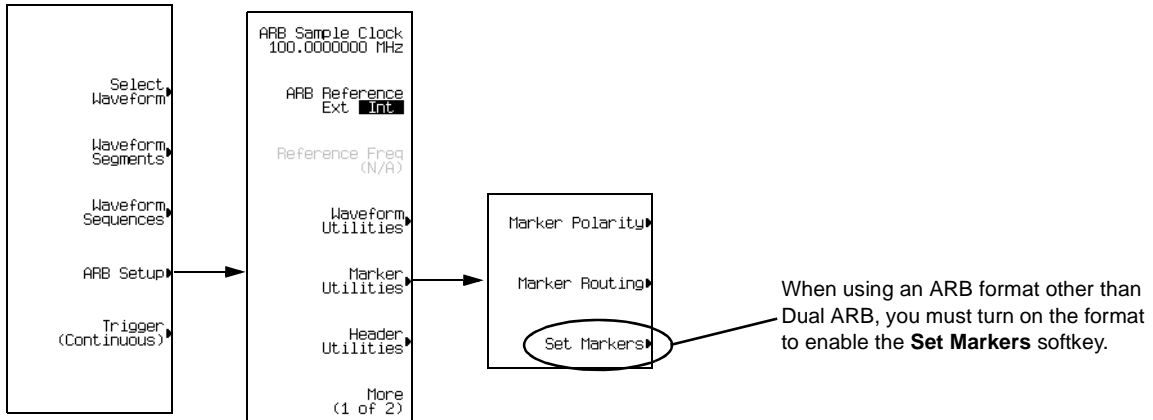 Select
Waveform
Waveform
Segments
Waveform
Sequences
ARB Setup
Trigger
(Continuous)
ARB Sample Clock
100.0000000 MHz
ARB Reference
Ext Int
Reference Freq
(N/A)
Waveform
Utilities
Marker
Utilities
Header
Utilities
More
(1 of 2)
Marker Polarity
Marker Routing
Set Markers
When using an ARB format other than
Dual ARB, you must turn on the format
to enable the Set Markers softkey.